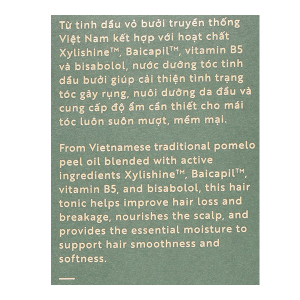 Từ tinh dầu vỏ bưởi truyền thống
Việt Nam kết hợp với hoạt chất
Xylishine™, Baicapil™, vitamin B5
và bisabolol, nước dưỡng tóc tinh
dầu bưởi giúp cải thiện tình trạng
tóc gãy rụng, nuôi dưỡng da đầu và
cung cấp độ ẩm cần thiết cho mái
tóc luôn suôn mượt, mềm mại.
From Vietnamese traditional pomelo
peel oil blended with active
ingredients Xylishine™, Baicapil™,
vitamin B5, and bisabolol, this hair
tonic helps improve hair loss and
breakage, nourishes the scalp, and
provides the essential moisture to
support hair smoothness and
softness.